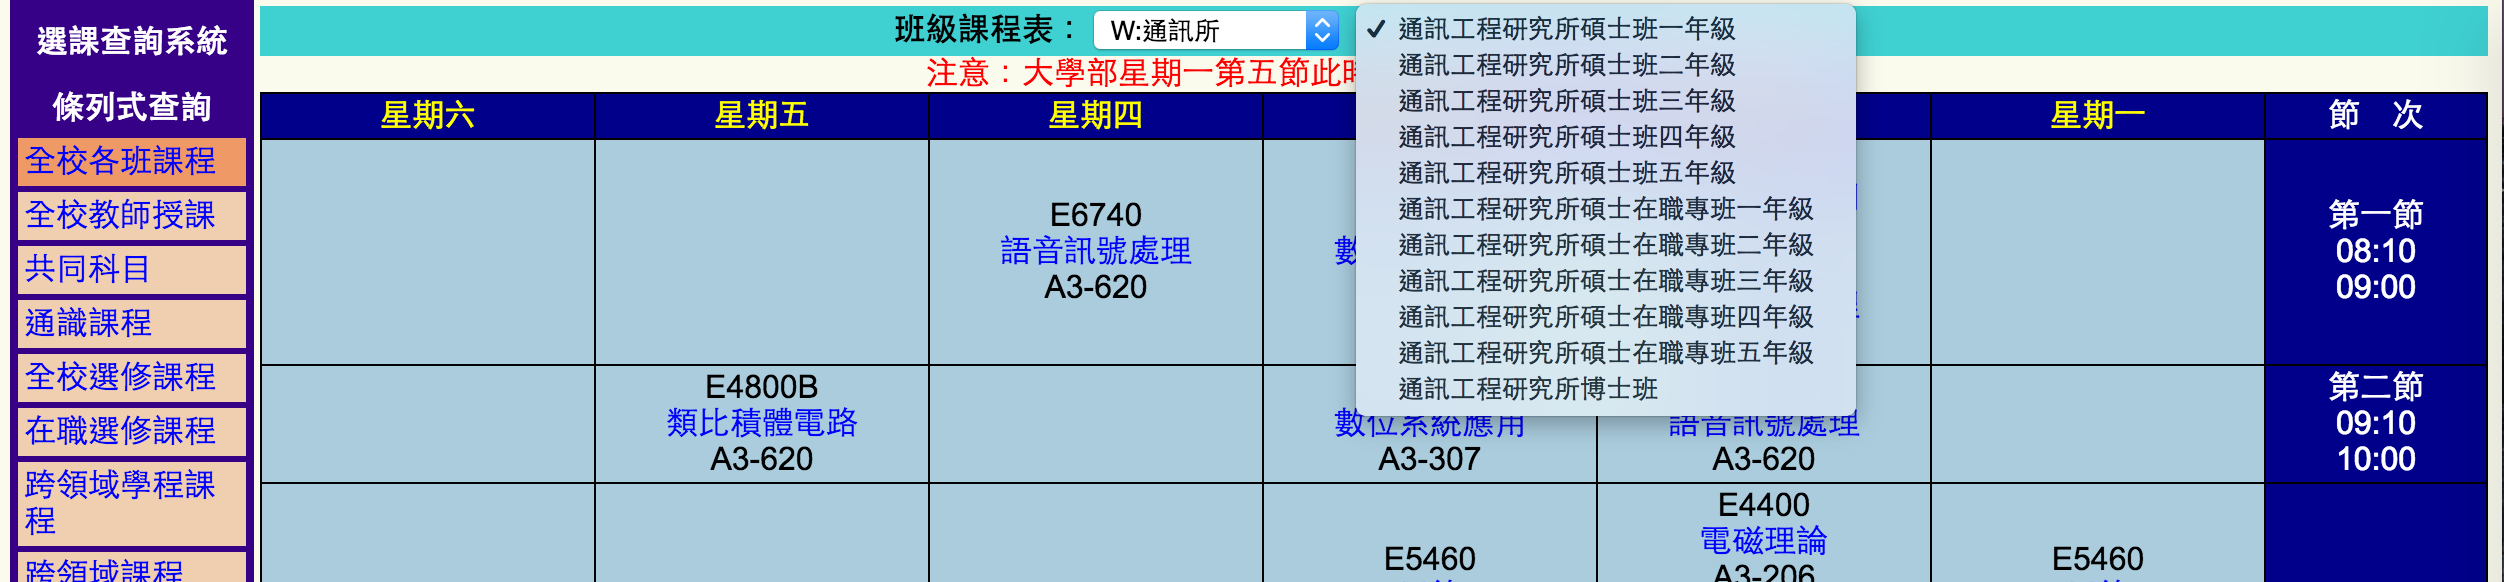 選課查詢系統
條列式查詢
全校各班課程
全校教師授課
共同科目
通識課程
全校選修課程
在職選修課程
跨領域學程課
程
跨領域課程
班級課程表：
W:通訊所
✓ 通訊工程研究所碩士班一年級
通訊工程研究所碩士班二年級
通訊工程研究所碩士班三年級
通訊工程研究所碩士班四年級
通訊工程研究所碩士班五年級
通訊工程研究所碩士在職專班一年級
通訊工程研究所碩士在職專班二年級
通訊工程研究所碩士在職專班三年級
通訊工程研究所碩士在職專班四年級
通訊工程研究所碩士在職專班五年級
通訊工程研究所博士班
注意：大學部星期一第五節此
星期六 星期五 星期四 星期一 節 次
E6740
語音訊號處理
A3-620
數
第一節
08:10
09:00
E4800B
類比積體電路
A3-620
數位系統應用
A3-307
語音訊號處理
A3-620
第二節
09:10
10:00
E5460
E4400
電磁理論
A3-206
E5460